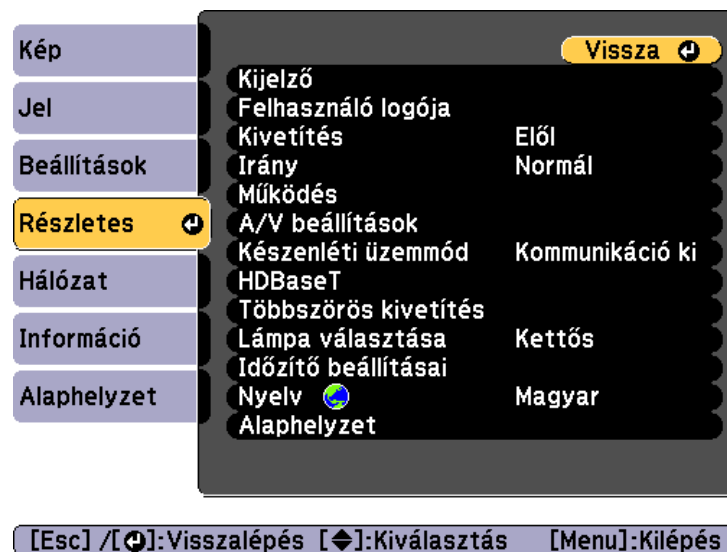 Kép
Jel
Beállítások
Részletes
Hálózat
Információ
Alaphelyzet
Vissza
Kijelző
Felhasználó logója
Kivetítés Elől
Irány Normál
Működés
A/V beállítások
Készenléti üzemmód Kommunikáció ki
HDBaseT
Többszörös kivetítés
Lámpa választása Kettős
Időzítő beállításai
Nyelv Magyar
Alaphelyzet
[Esc] /[⏎]:Visszalépés [◆]:Kiválasztás [Menu]:Kilépés